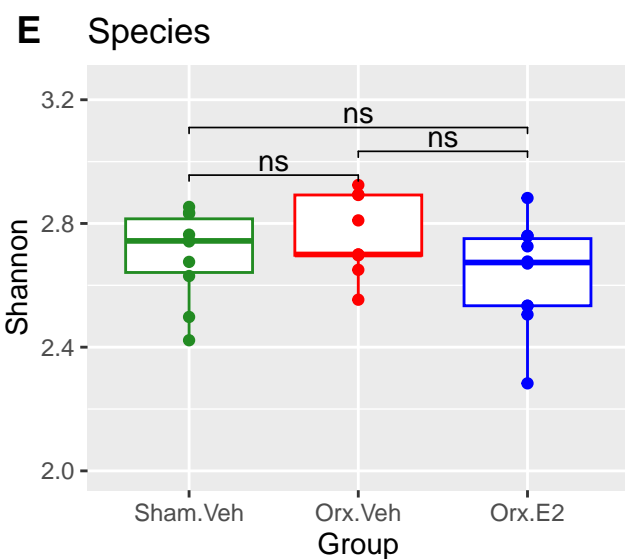 E Species
3.2
2.8
2.4
2.0
Shannon
ns
ns
ns
Sham.Veh Orx.Veh Orx.E2
Group